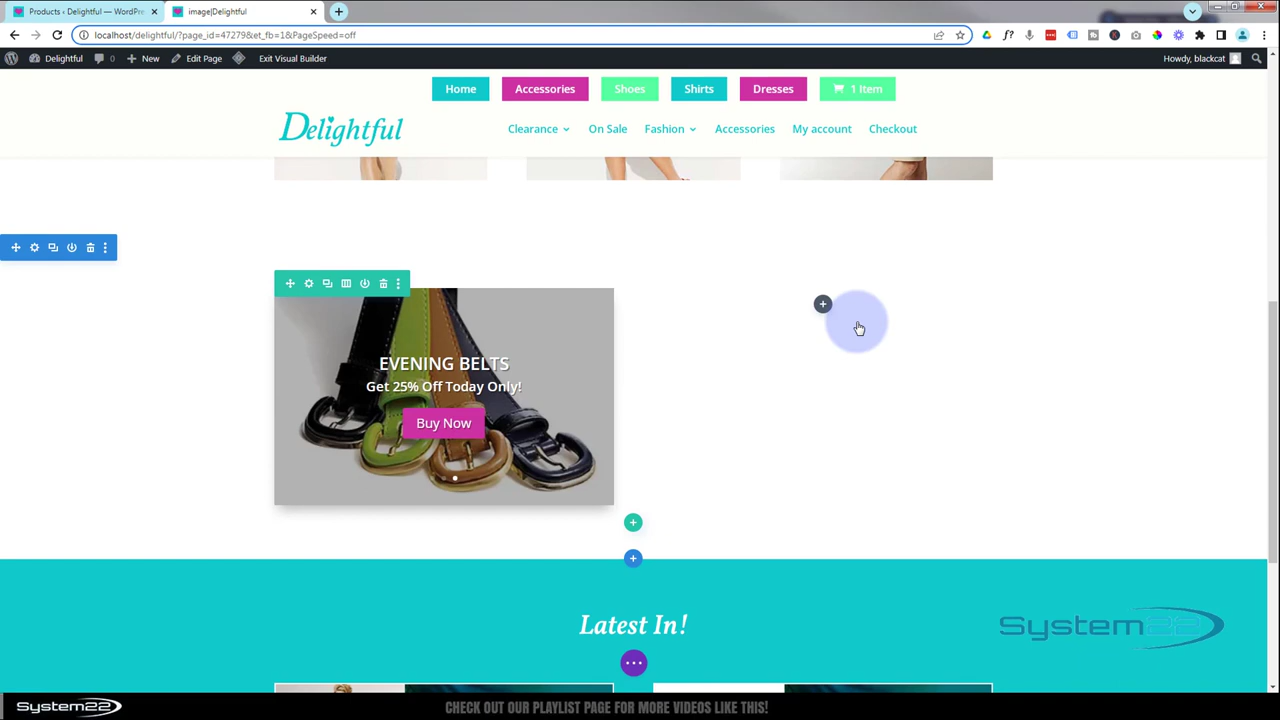 Products ‹ Delightful — WordPre
image|Delightful
localhost/delightful/?page_id=47279&et_fb=1&PageSpeed=off
Delightful
0
New
Edit Page
Exit Visual Builder
Howdy, blackcat
Home
Accessories
Shoes
Shirts
Dresses
1 Item
Delightful
Clearance
On Sale
Fashion
Accessories
My account
Checkout
EVENING BELTS
Get 25% Off Today Only!
Buy Now
Latest In!
System22
System22
CHECK OUT OUR PLAYLIST PAGE FOR MORE VIDEOS LIKE THIS!